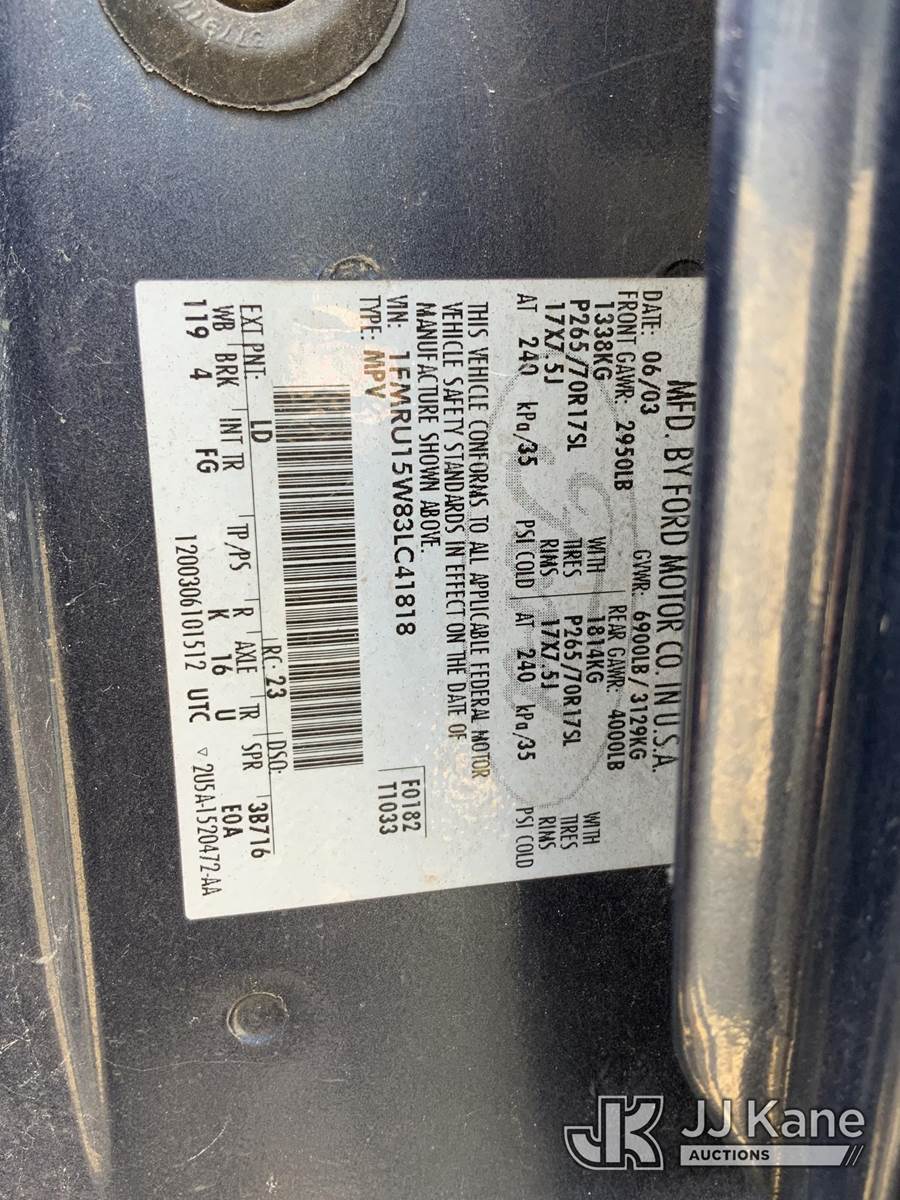 MFD. BY FORD MOTOR CO. IN U.S.A.
DATE: 06/03 GVWR: 6900LB / 3129KG
FRONT GAWR: 2950LB REAR GAWR: 4000LB
1338KG WITH 1814KG WITH
P265/70R17SL TIRES P265/70R17SL TIRES
17X7.5J RIMS 17X7.5J RIMS
AT 240 kPa/35 PSI COLD AT 240 kPa/35 PSI COLD
THIS VEHICLE CONFORMS TO ALL APPLICABLE FEDERAL MOTOR
VEHICLE SAFETY STANDARDS IN EFFECT ON THE DATE OF
MANUFACTURE SHOWN ABOVE.
VIN: 1FMRU15W83LC41818 F0182
TYPE: MPV T1033
EXT PNT: LD RC: 23 DSO: 3B716
WB BRK INT TR TP/PS R AXLE TR SPR
119 4 FG K 16 U E0A
1200306101512 UTC ▽ 2U5A-1520472-AA
JK JJ Kane
AUCTIONS